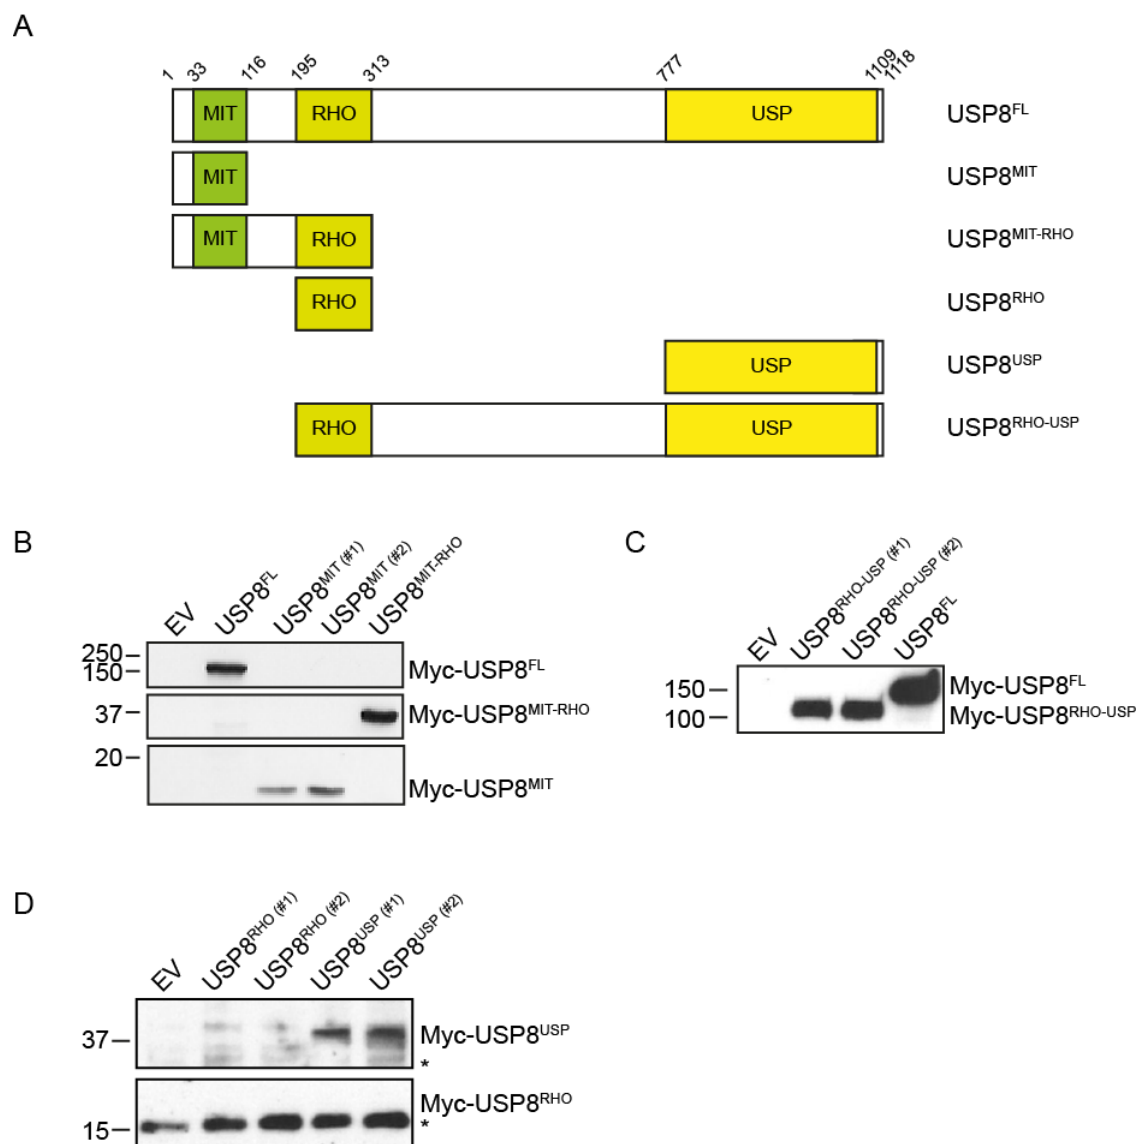 A
1 33 116 195 313 777 1109 1118
MIT RHO USP USP8FL
MIT USP8MIT
MIT RHO USP8MIT-RHO
RHO USP8RHO
USP USP8USP
RHO USP USP8RHO-USP
B
EV USP8FL USP8MIT (#1) USP8MIT (#2) USP8MIT-RHO
250
150 Myc-USP8FL
37 Myc-USP8MIT-RHO
20
Myc-USP8MIT
C
EV USP8RHO-USP (#1) USP8RHO-USP (#2) USP8FL
150 Myc-USP8FL
100 Myc-USP8RHO-USP
D
EV USP8RHO (#1) USP8RHO (#2) USP8USP (#1) USP8USP (#2)
37 Myc-USP8USP
*
Myc-USP8RHO
15 *